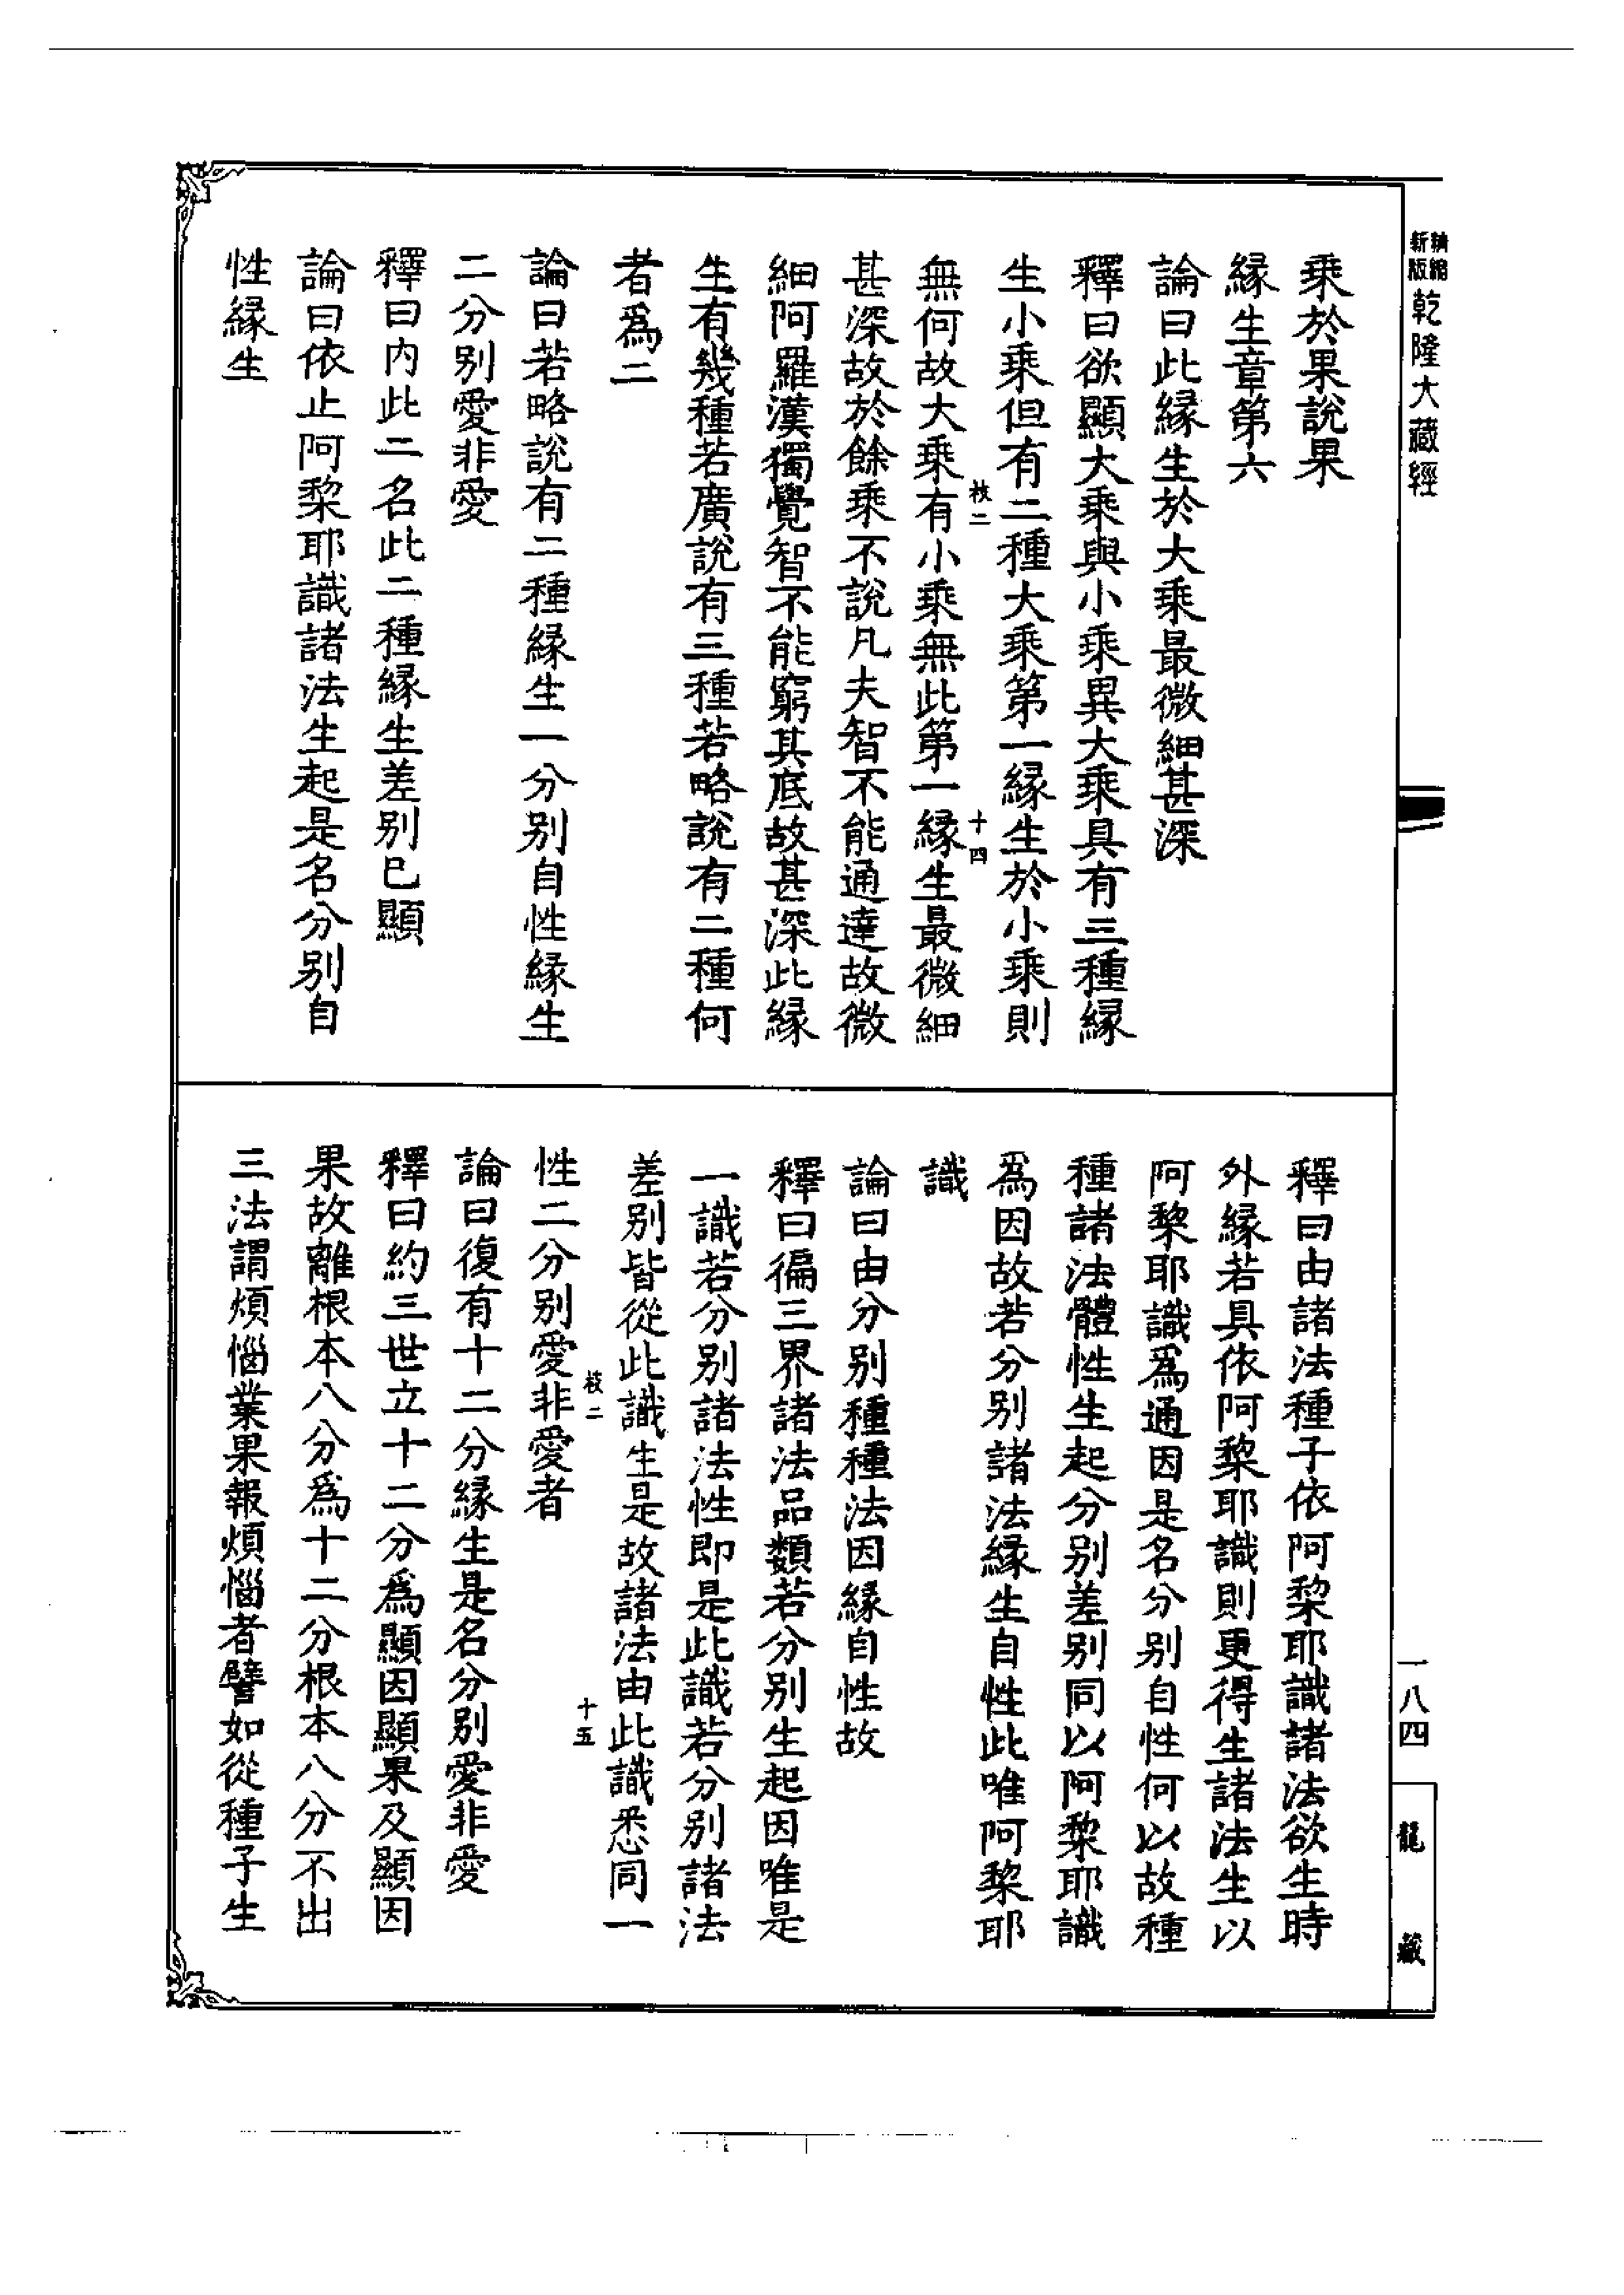 精縮
新版
乾隆大藏經
乘於果說果
緣生章第六
論曰此緣生於大乘最微細甚深
釋曰欲顯大乘與小乘異大乘具有三種緣
生小乘但有二種大乘第一緣生於小乘則
枝二
十四
無何故大乘有小乘無此第一緣生最微細
甚深故於餘乘不說凡夫智不能通達故微
細阿羅漢獨覺智不能窮其底故甚深此緣
生有幾種若廣說有三種若略說有二種何
者為二
論曰若略說有二種緣生一分別自性緣生
二分別愛非愛
釋曰內此二名此二種緣生差別已顯
論曰依止阿黎耶識諸法生起是名分別自
性緣生
釋曰由諸法種子依阿黎耶識諸法欲生時
外緣若具依阿黎耶識則更得生諸法生以
阿黎耶識為通因是名分別自性何以故種
種諸法體性生起分別差別同以阿黎耶識
為因故若分別諸法緣生自性此唯阿黎耶
識
論曰由分別種種法因緣自性故
釋曰徧三界諸法品類若分別生起因唯是
一識若分別諸法性即是此識若分別諸法
差別皆從此識生是故諸法由此識悉同一
枝二
十五
性二分別愛非愛者
論曰復有十二分緣生是名分別愛非愛
釋曰約三世立十二分為顯因顯果及顯因
果故離根本八分為十二分根本八分不出
三法謂煩惱業果報煩惱者譬如從種子生
一八四
龍藏